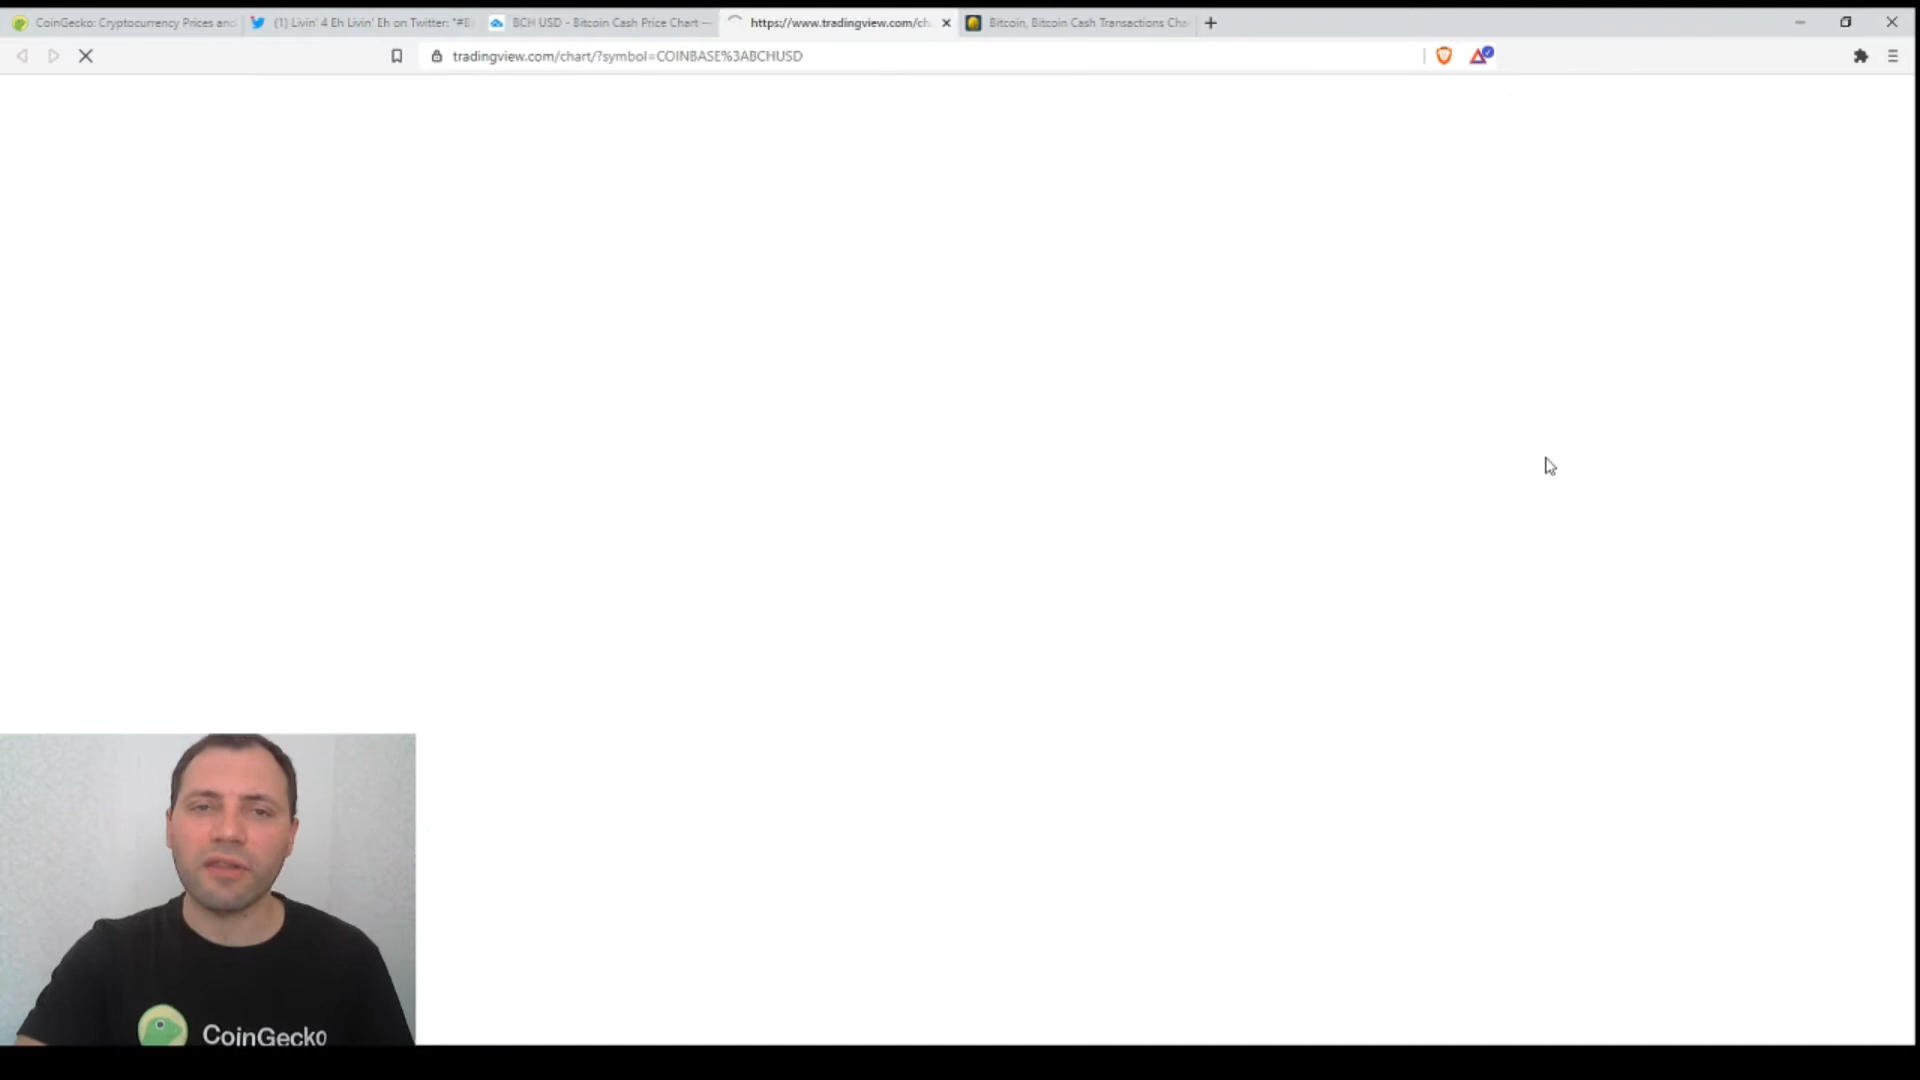 CoinGecko: Cryptocurrency Prices and
(1) Livin' 4 Eh Livin' Eh on Twitter: "#B
BCH USD - Bitcoin Cash Price Chart —
https://www.tradingview.com/ch
Bitcoin, Bitcoin Cash Transactions Cha
tradingview.com/chart/?symbol=COINBASE%3ABCHUSD
CoinGecko